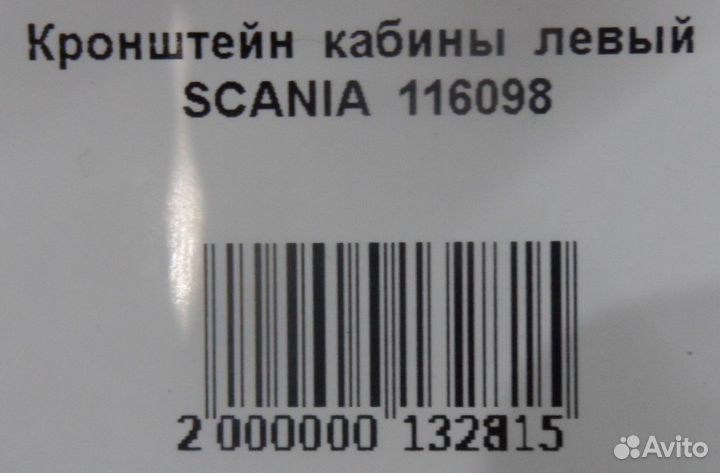 Кронштейн кабины левый
SCANIA 116098
2 000000 132815
Avito